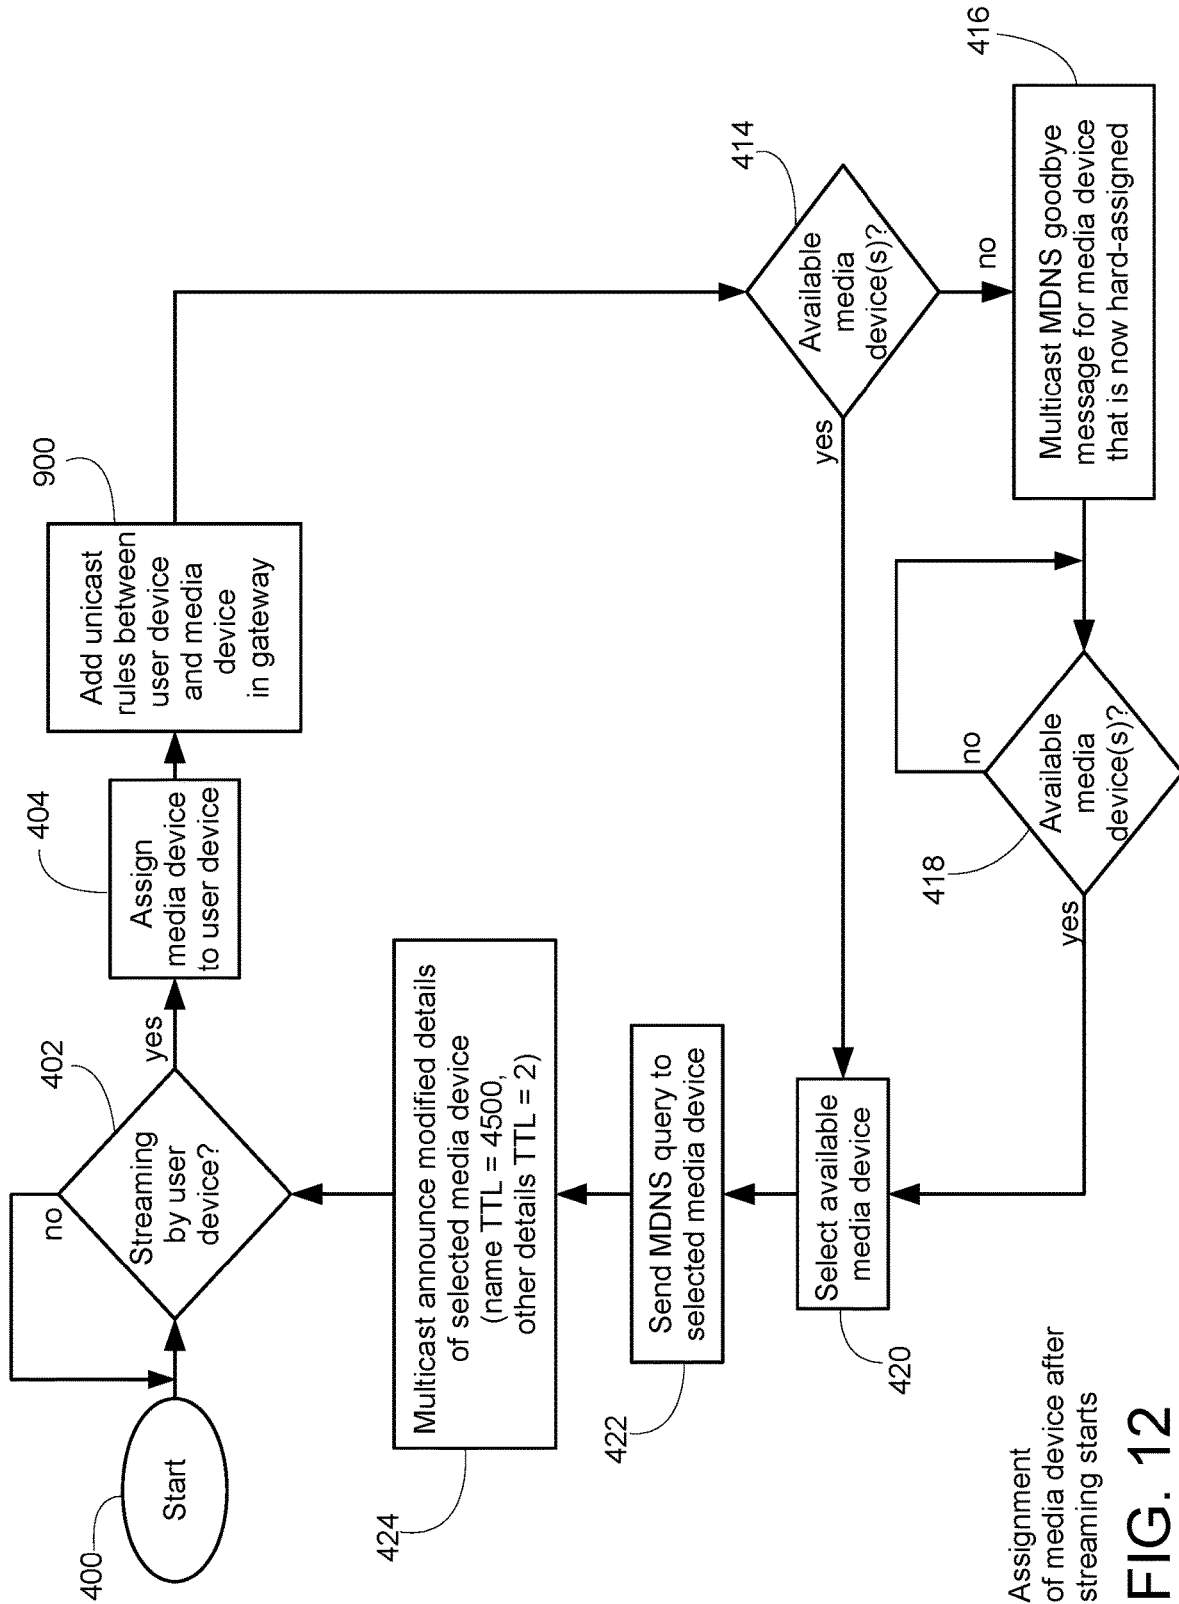 400
Start
no
Streaming
by user
device?
402
yes
404
Assign
media device
to user device
900
Add unicast
rules between
user device
and media
device
in gateway
414
Available
media
device(s)?
yes
no
416
Multicast MDNS goodbye
message for media device
that is now hard-assigned
418
Available
media
device(s)?
no
yes
420
Select available
media device
422
Send MDNS query to
selected media device
424
Multicast announce modified details
of selected media device
(name TTL = 4500,
other details TTL = 2)
Assignment
of media device after
streaming starts
FIG. 12